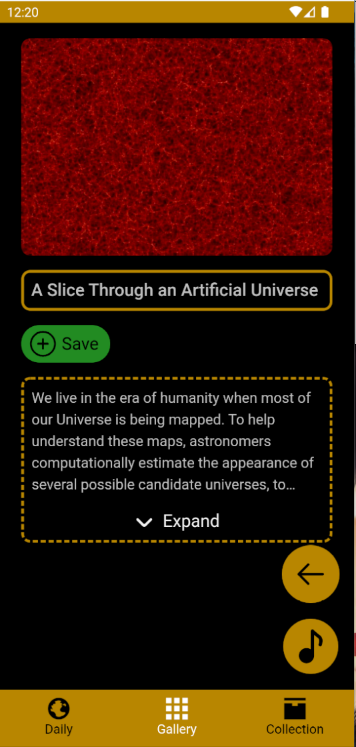 12:20
A Slice Through an Artificial Universe
Save
We live in the era of humanity when most of
our Universe is being mapped. To help
understand these maps, astronomers
computationally estimate the appearance of
several possible candidate universes, to…
Expand
Daily
Gallery
Collection